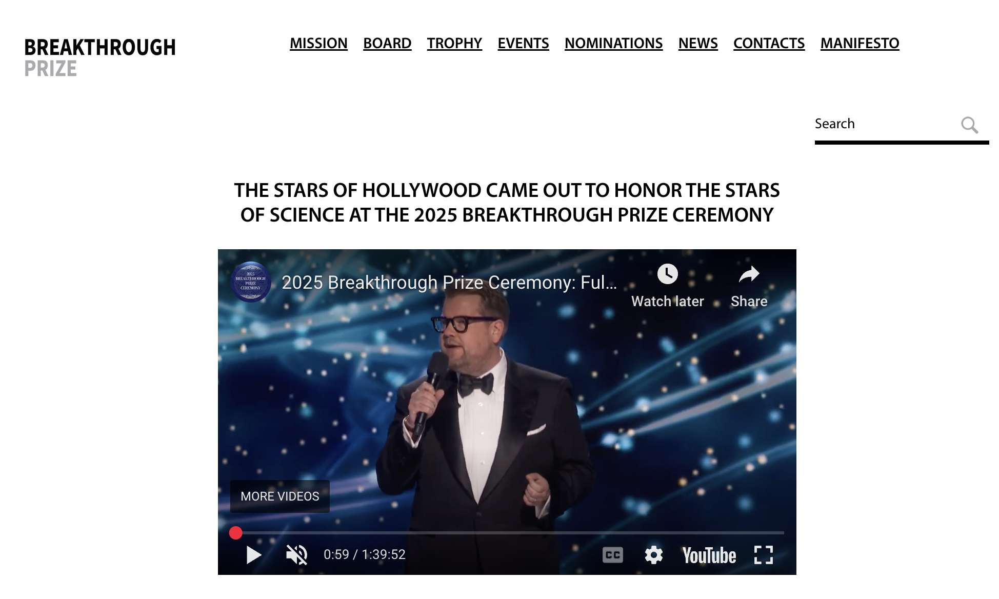 BREAKTHROUGH
PRIZE
MISSION BOARD TROPHY EVENTS NOMINATIONS NEWS CONTACTS MANIFESTO
Search
THE STARS OF HOLLYWOOD CAME OUT TO HONOR THE STARS
OF SCIENCE AT THE 2025 BREAKTHROUGH PRIZE CEREMONY
2025
BREAKTHROUGH
PRIZE
CEREMONY
2025 Breakthrough Prize Ceremony: Ful...
Watch later Share
MORE VIDEOS
0:59 / 1:39:52 CC YouTube